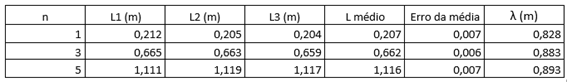 n L1 (m) L2 (m) L3 (m) L médio Erro da média λ (m)
1 0,212 0,205 0,204 0,207 0,007 0,828
3 0,665 0,663 0,659 0,662 0,006 0,883
5 1,111 1,119 1,117 1,116 0,007 0,893